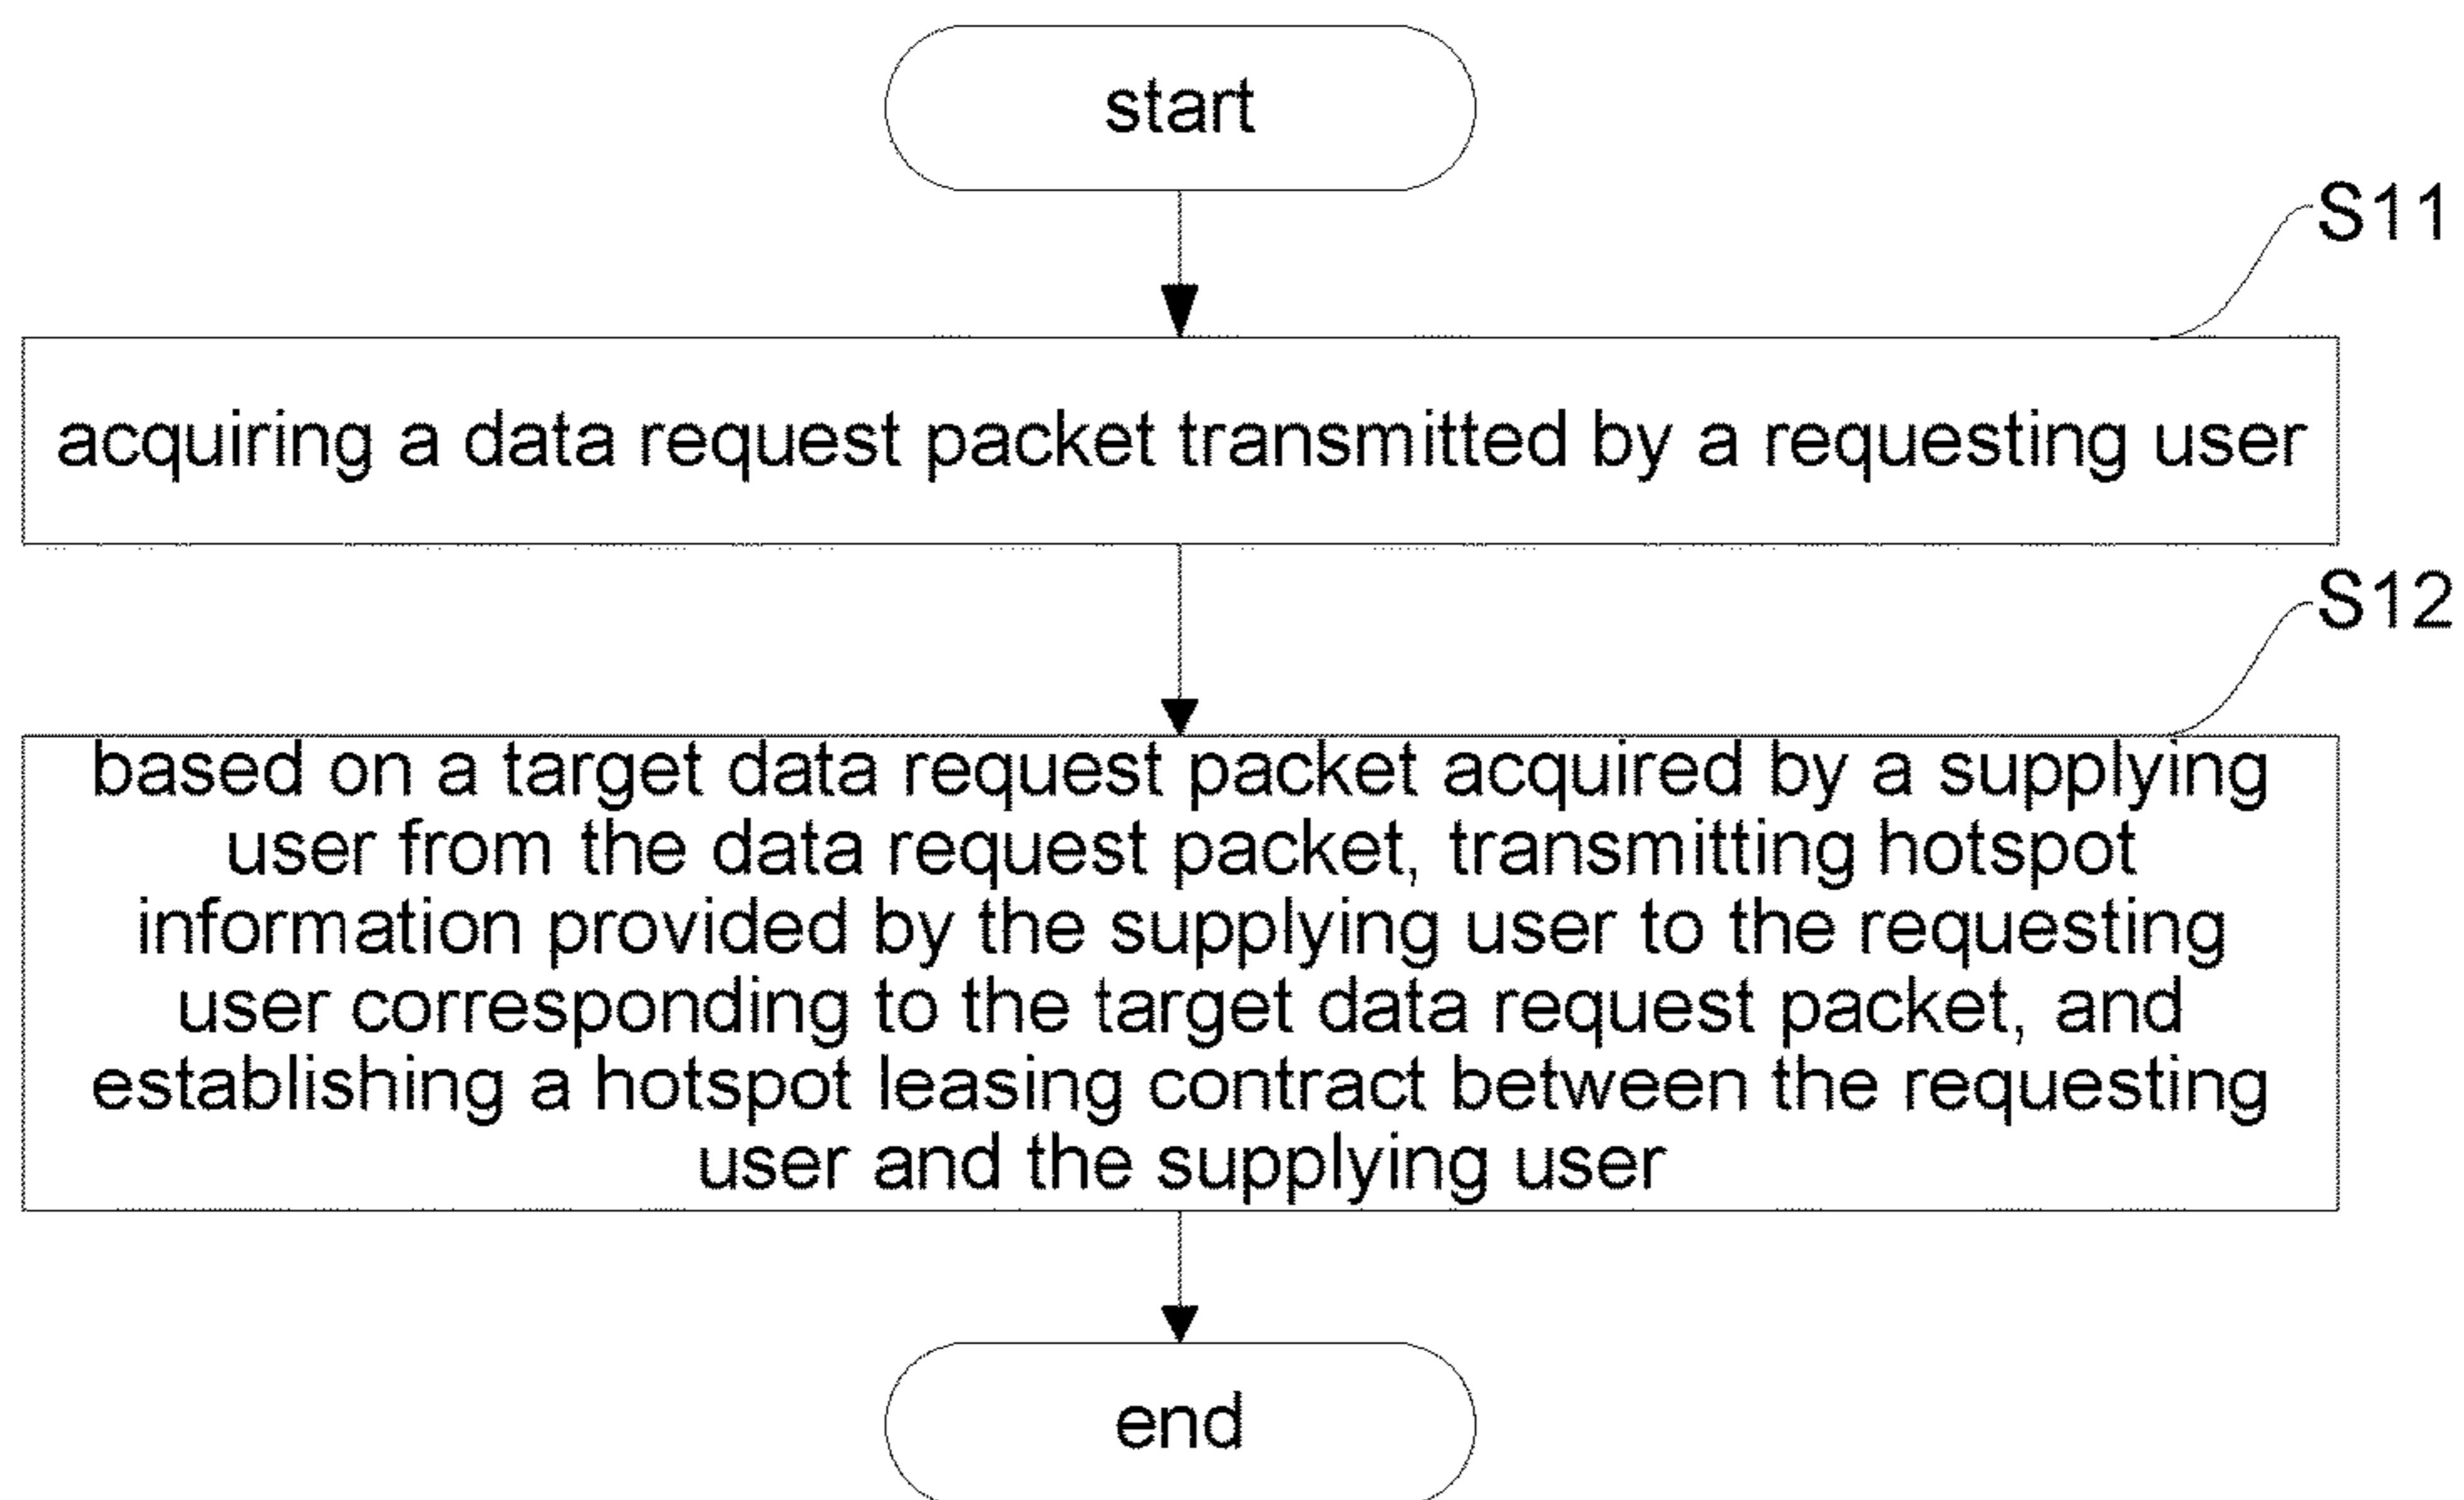 start
S11
acquiring a data request packet transmitted by a requesting user
S12
based on a target data request packet acquired by a supplying
user from the data request packet, transmitting hotspot
information provided by the supplying user to the requesting
user corresponding to the target data request packet, and
establishing a hotspot leasing contract between the requesting
user and the supplying user
end